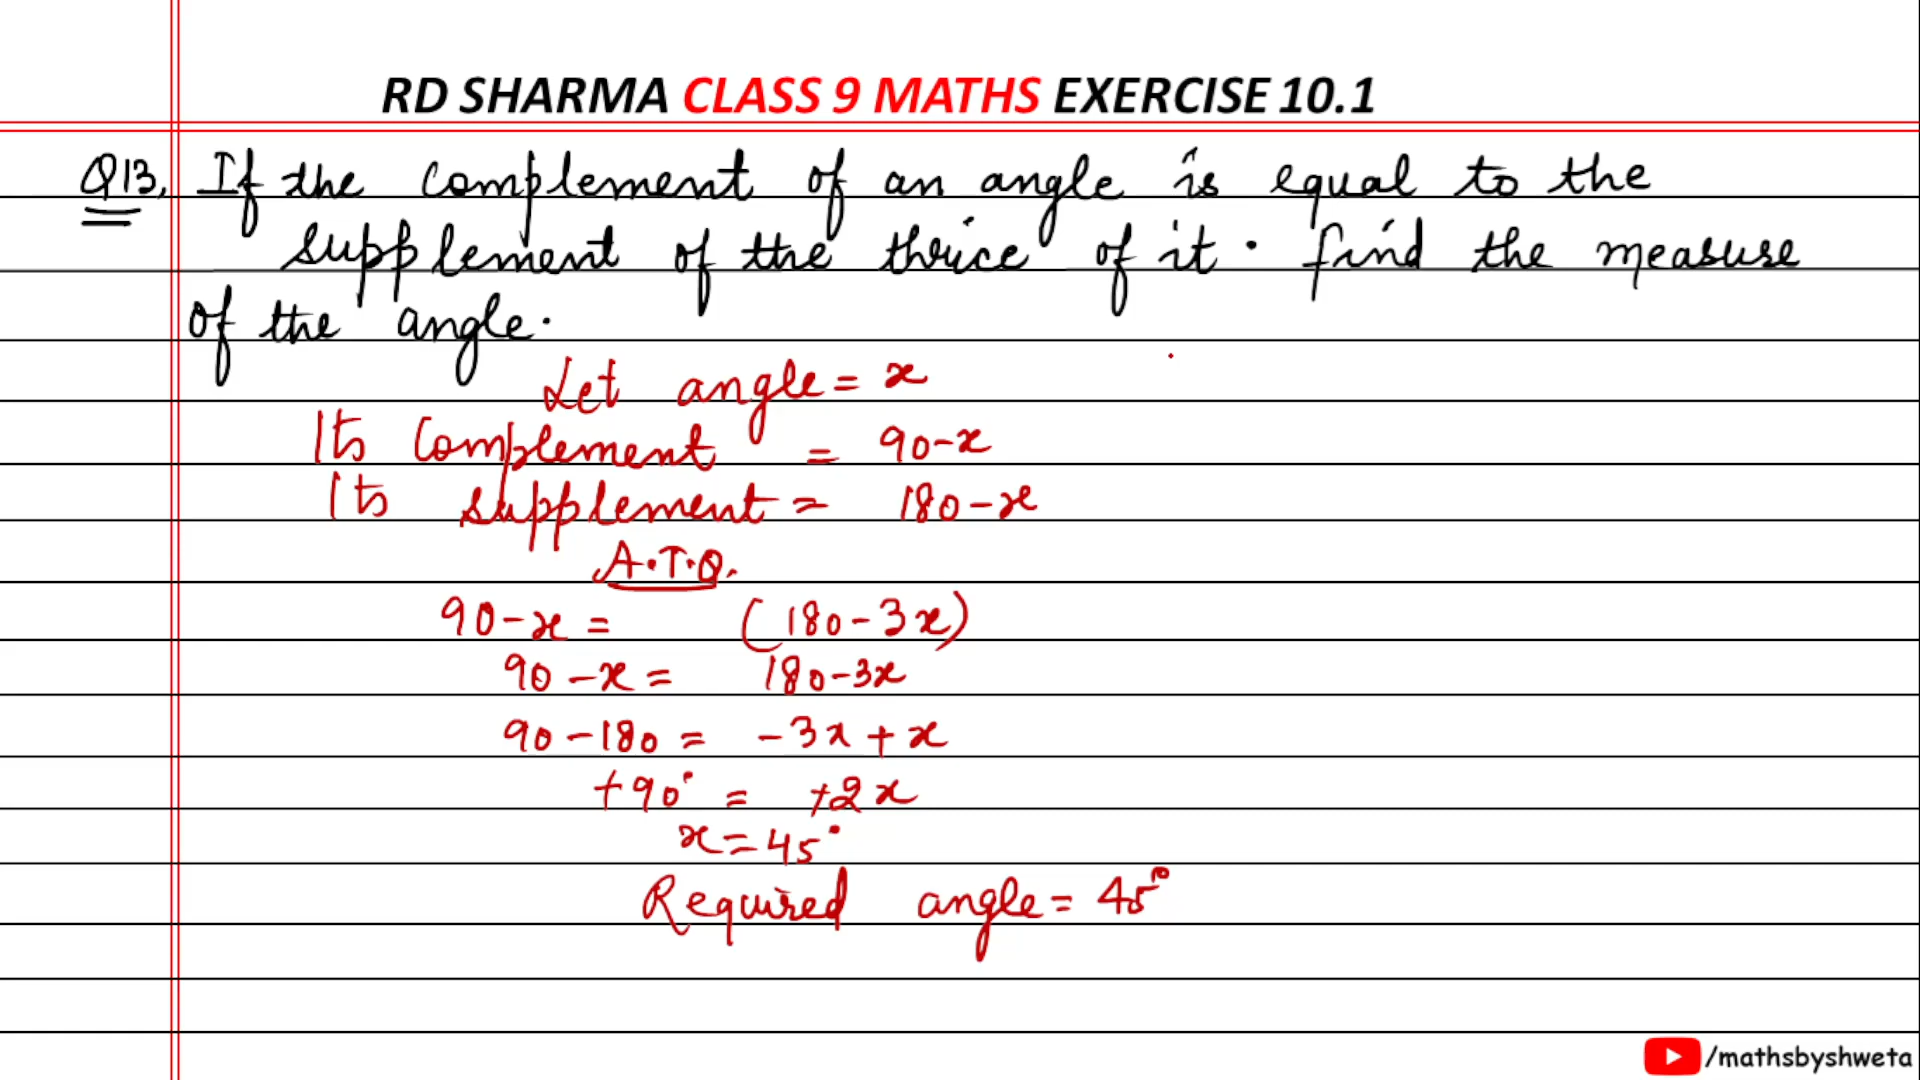 RD SHARMA CLASS 9 MATHS EXERCISE 10.1
Q13. If the complement of an angle is equal to the
supplement of the thrice of it. find the measure
of the angle.
Let angle = x
Its complement = 90-x
Its supplement = 180-x
A.T.Q.
90-x = (180-3x)
90-x = 180-3x
90-180 = -3x+x
+90° = +2x
x=45°
Required angle = 45°
/mathsbyshweta